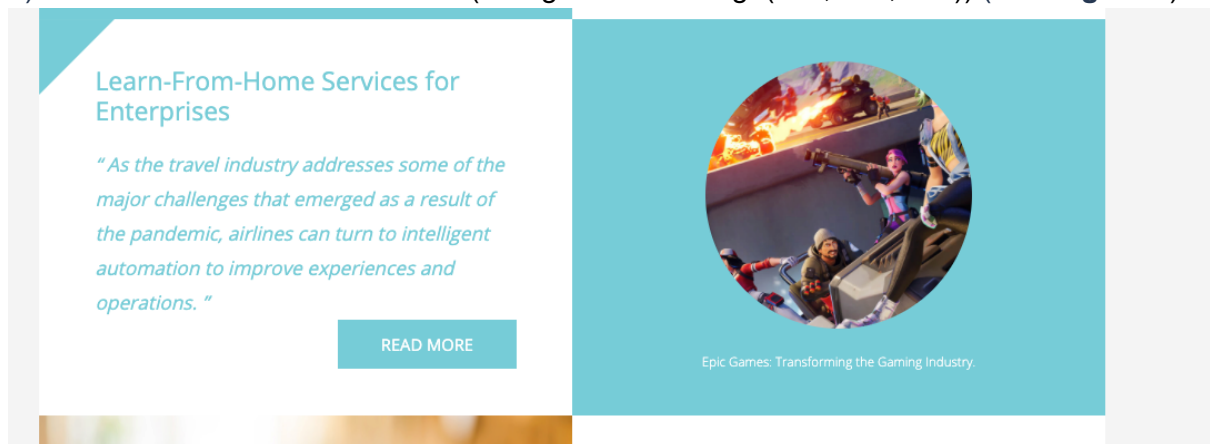 Learn-From-Home Services for
Enterprises
“ As the travel industry addresses some of the
major challenges that emerged as a result of
the pandemic, airlines can turn to intelligent
automation to improve experiences and
operations. ”
READ MORE
Epic Games: Transforming the Gaming Industry.